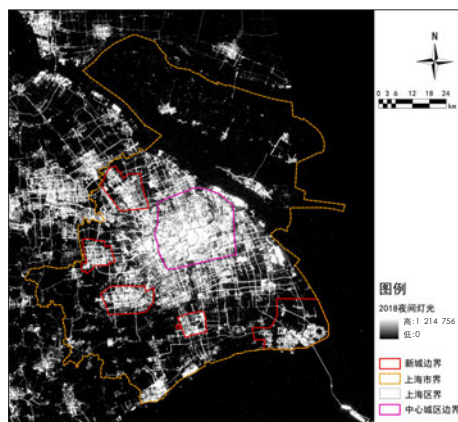 N
0 3 6 12 18 24
km
图例
2018夜间灯光
高:1 214 756
低:0
新城边界
上海市界
上海区界
中心城区边界